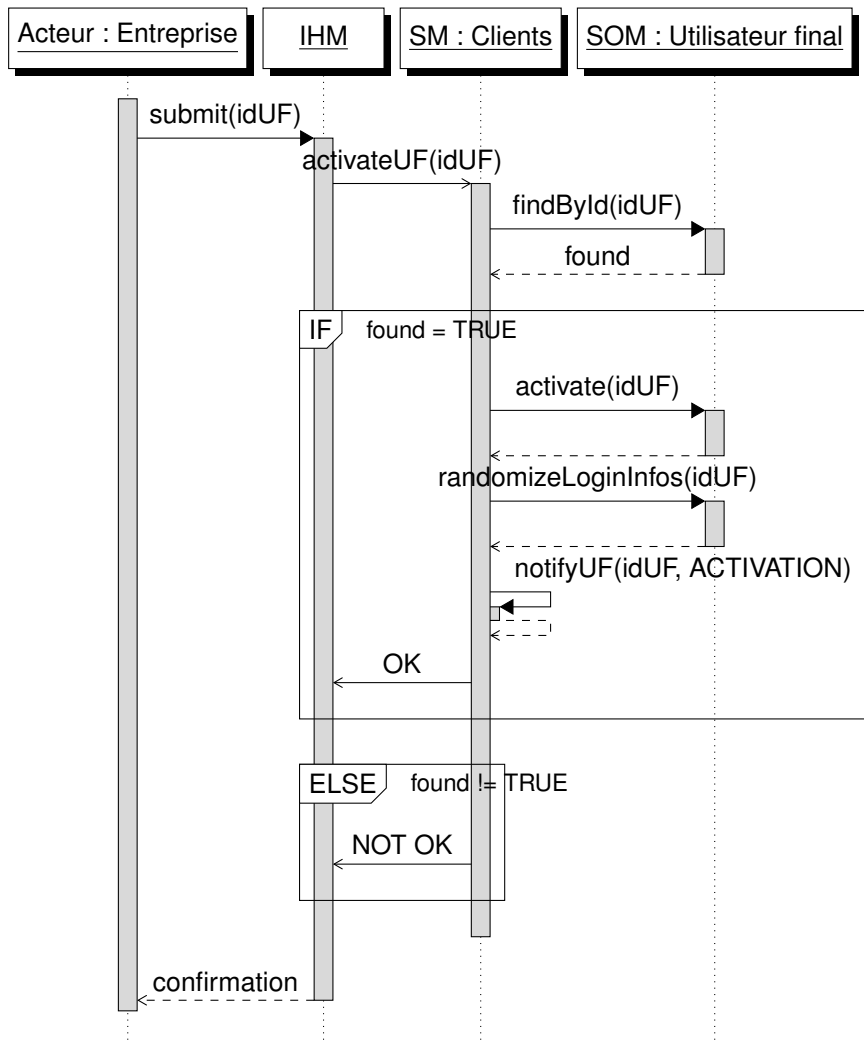 Acteur : Entreprise
IHM
SM : Clients
SOM : Utilisateur final
submit(idUF)
activateUF(idUF)
findById(idUF)
found
IF
found = TRUE
activate(idUF)
randomizeLoginInfos(idUF)
notifyUF(idUF, ACTIVATION)
OK
ELSE
found != TRUE
NOT OK
confirmation